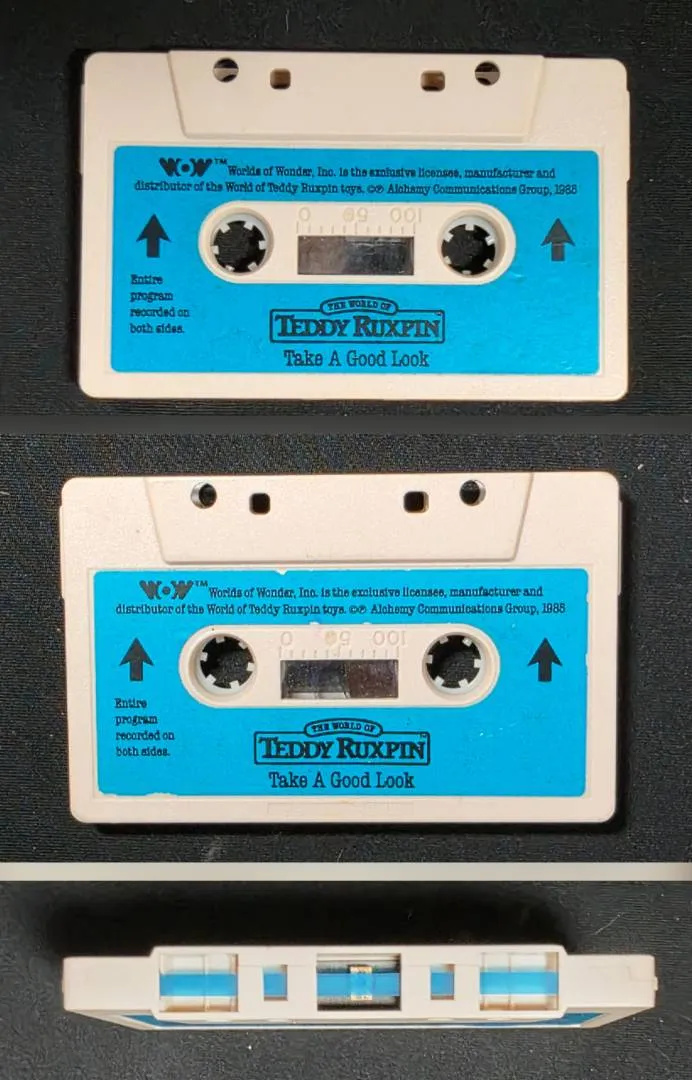 WOW™ Worlds of Wonder, Inc. is the exclusive licensee, manufacturer and
distributor of the World of Teddy Ruxpin toys. ©℗ Alchemy Communications Group, 1985
0 50 100
Entire
program
recorded on
both sides.
THE WORLD OF
TEDDY RUXPIN™
Take A Good Look
WOW™ Worlds of Wonder, Inc. is the exclusive licensee, manufacturer and
distributor of the World of Teddy Ruxpin toys. ©℗ Alchemy Communications Group, 1985
0 50 100
Entire
program
recorded on
both sides.
THE WORLD OF
TEDDY RUXPIN™
Take A Good Look